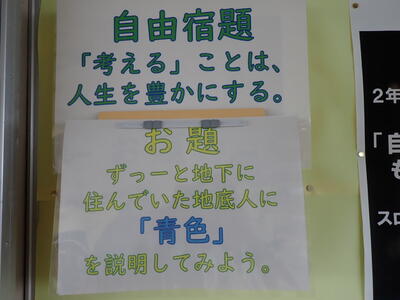 自由宿題
「考える」ことは、
人生を豊かにする。
お題
ずっーと地下に
住んでいた地底人に
「青色」
を説明してみよう。
2年
「自
も
スロ